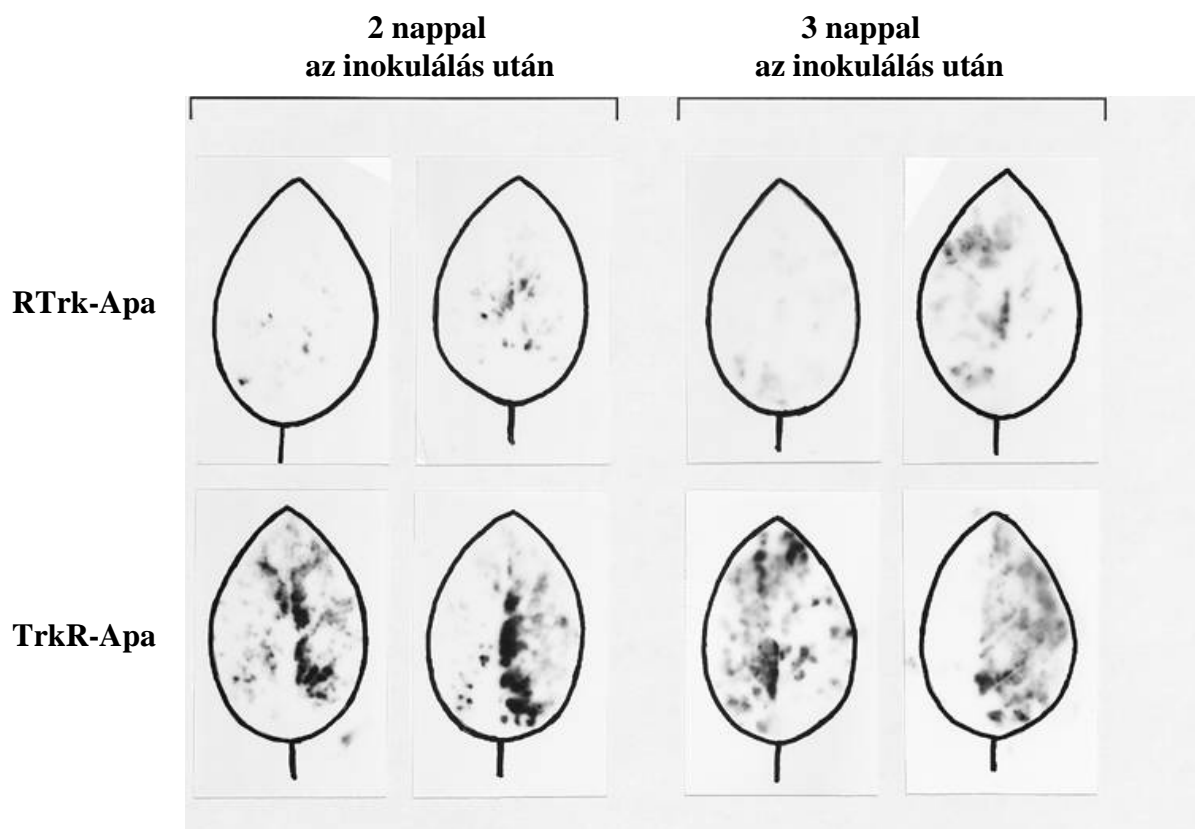 2 nappal
az inokulálás után
3 nappal
az inokulálás után
RTrk-Apa
TrkR-Apa